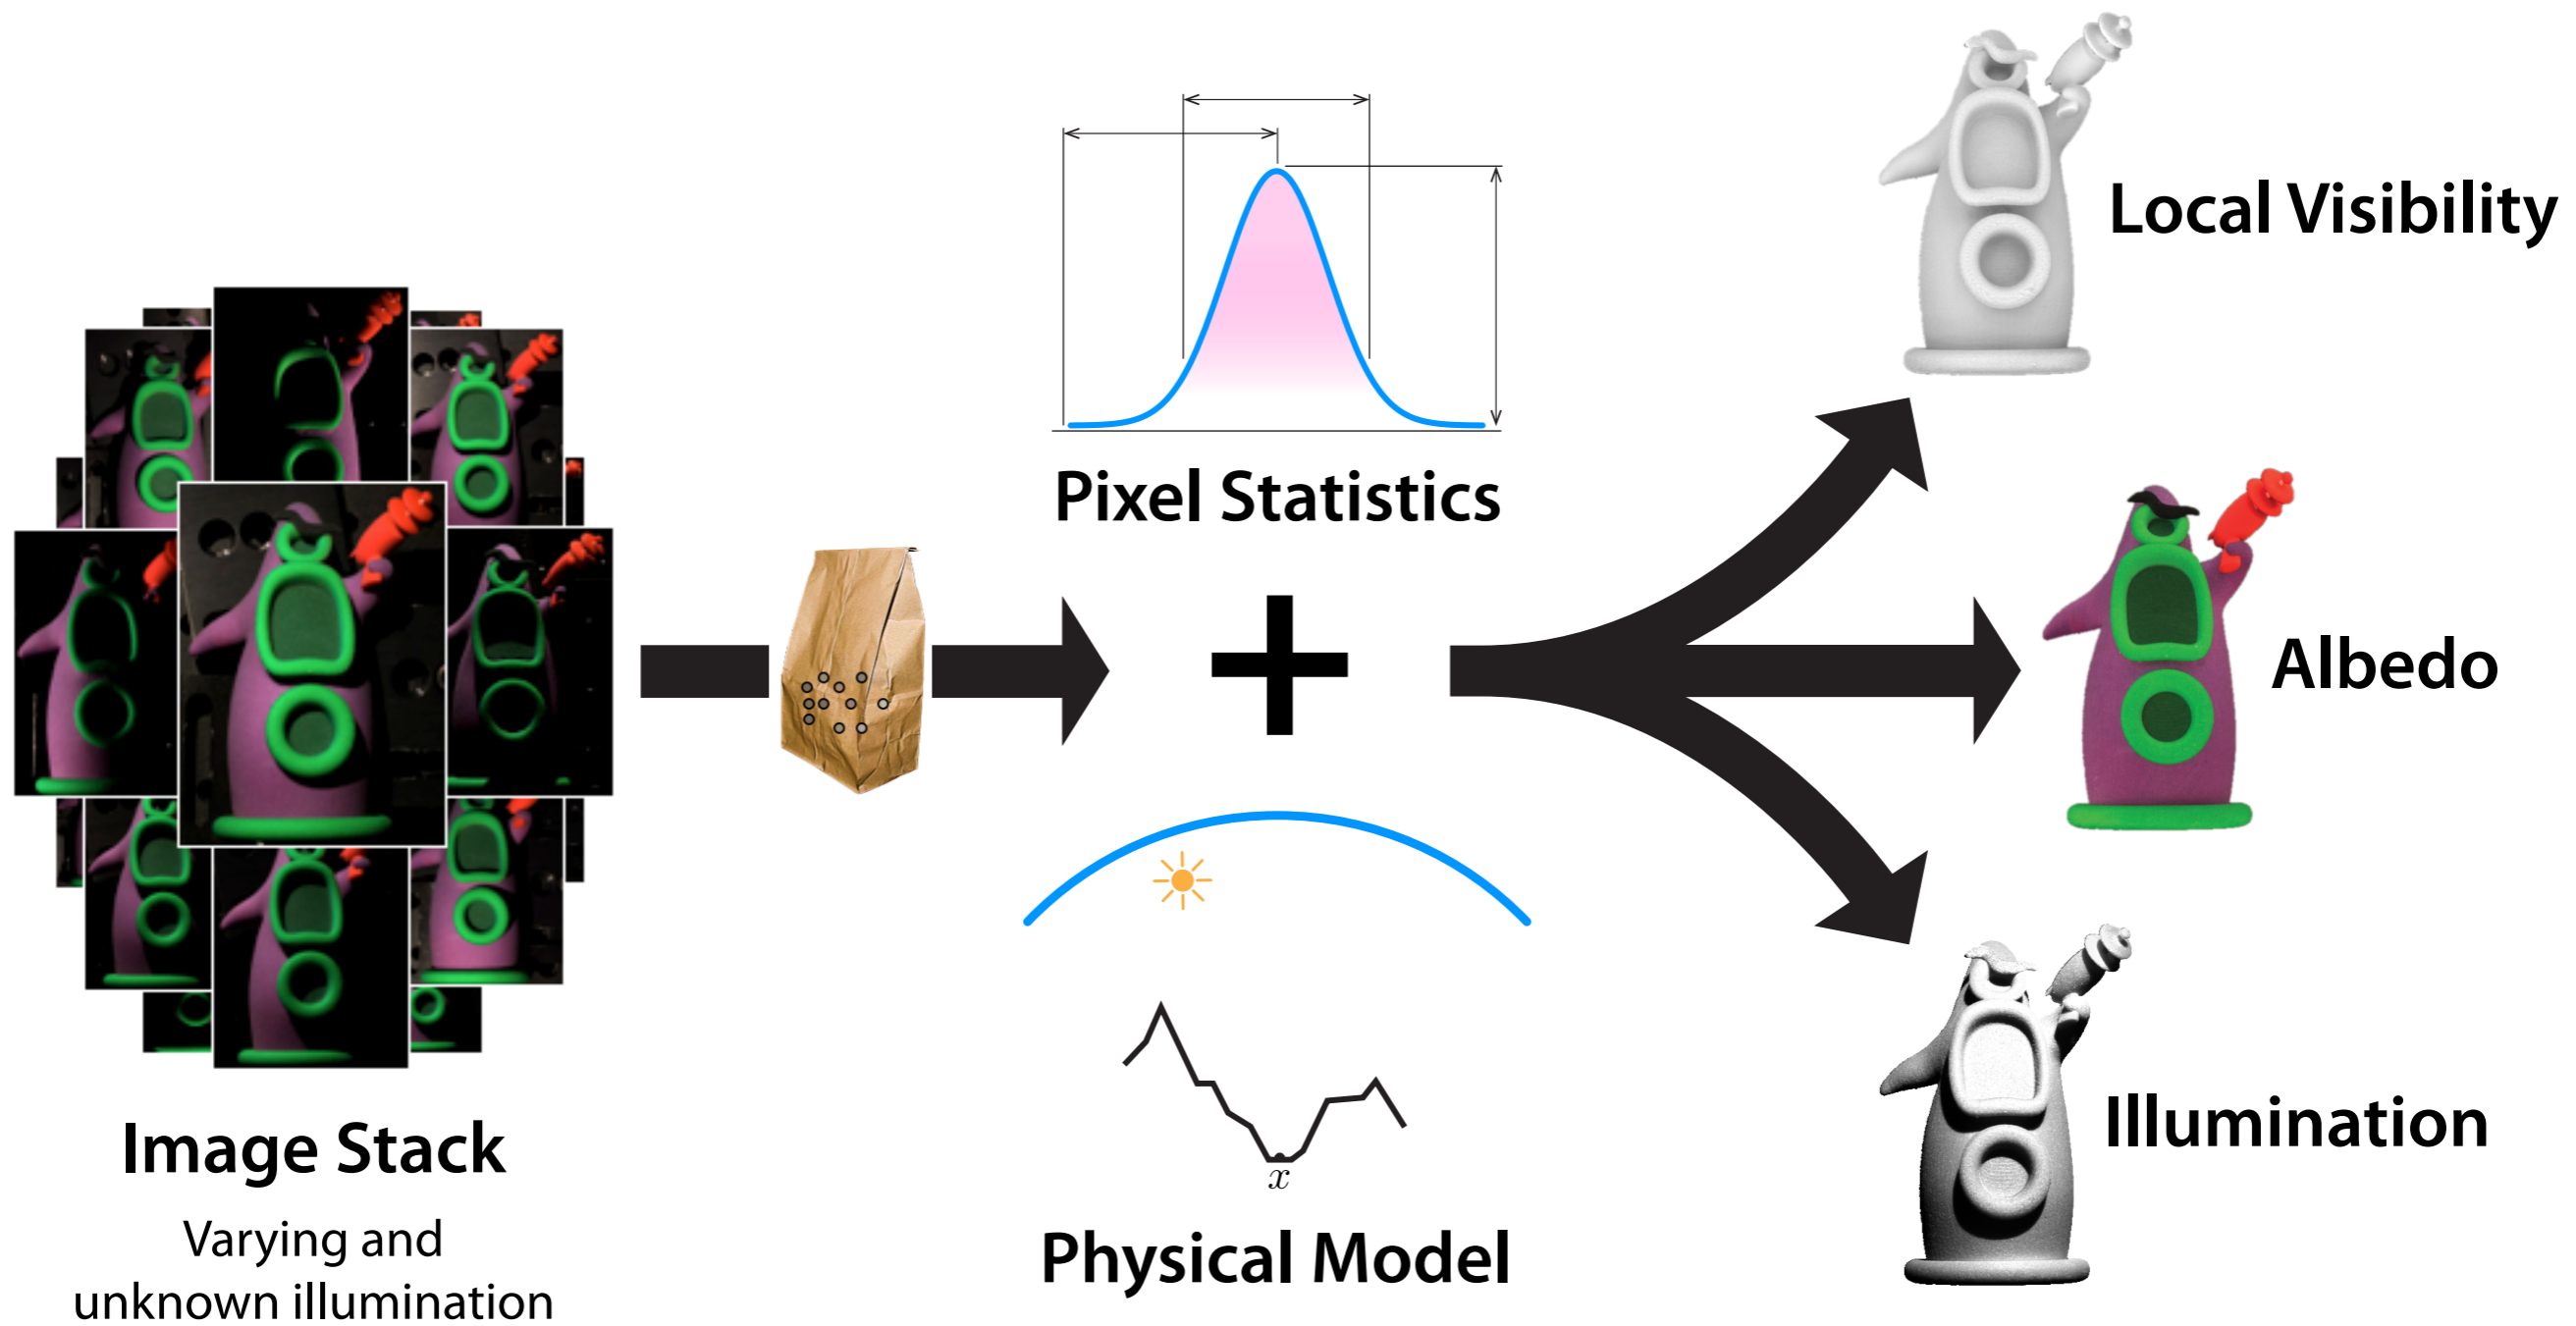 Local Visibility
Pixel Statistics
Albedo
x
Image Stack
Varying and
unknown illumination
Physical Model
Illumination